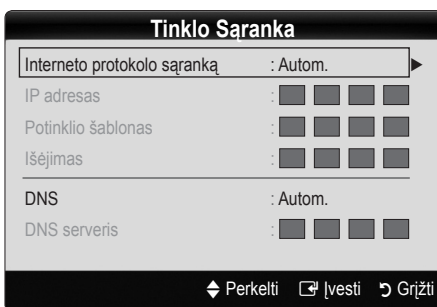 Tinklo Sąranka
Interneto protokolo sąranką : Autom.
IP adresas :
Potinklio šablonas :
Išėjimas :
DNS : Autom.
DNS serveris :
Perkelti Įvesti Grįžti